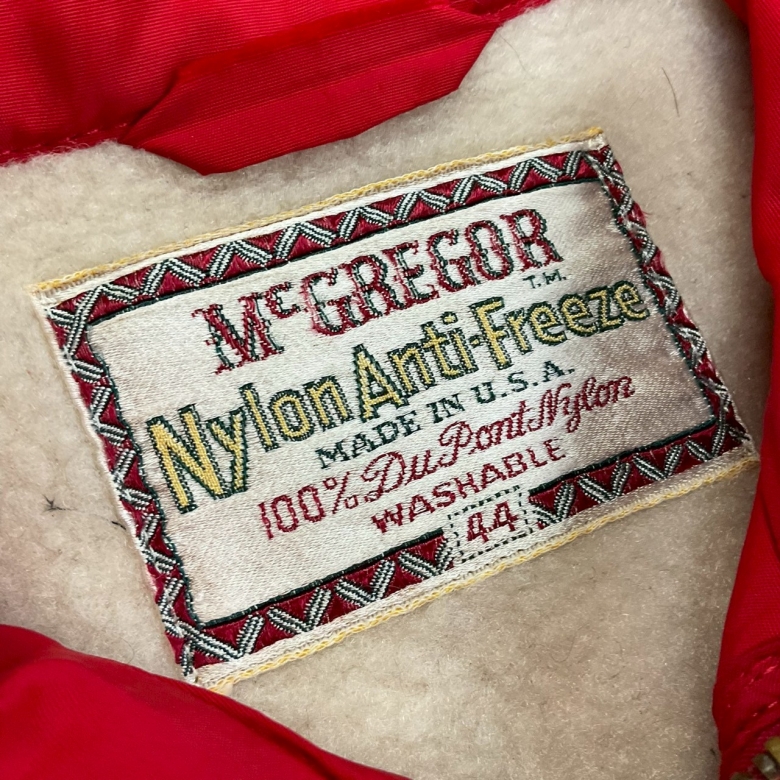 McGREGOR
T.M.
Nylon Anti-Freeze
MADE IN U.S.A.
100% DuPont Nylon
WASHABLE
44